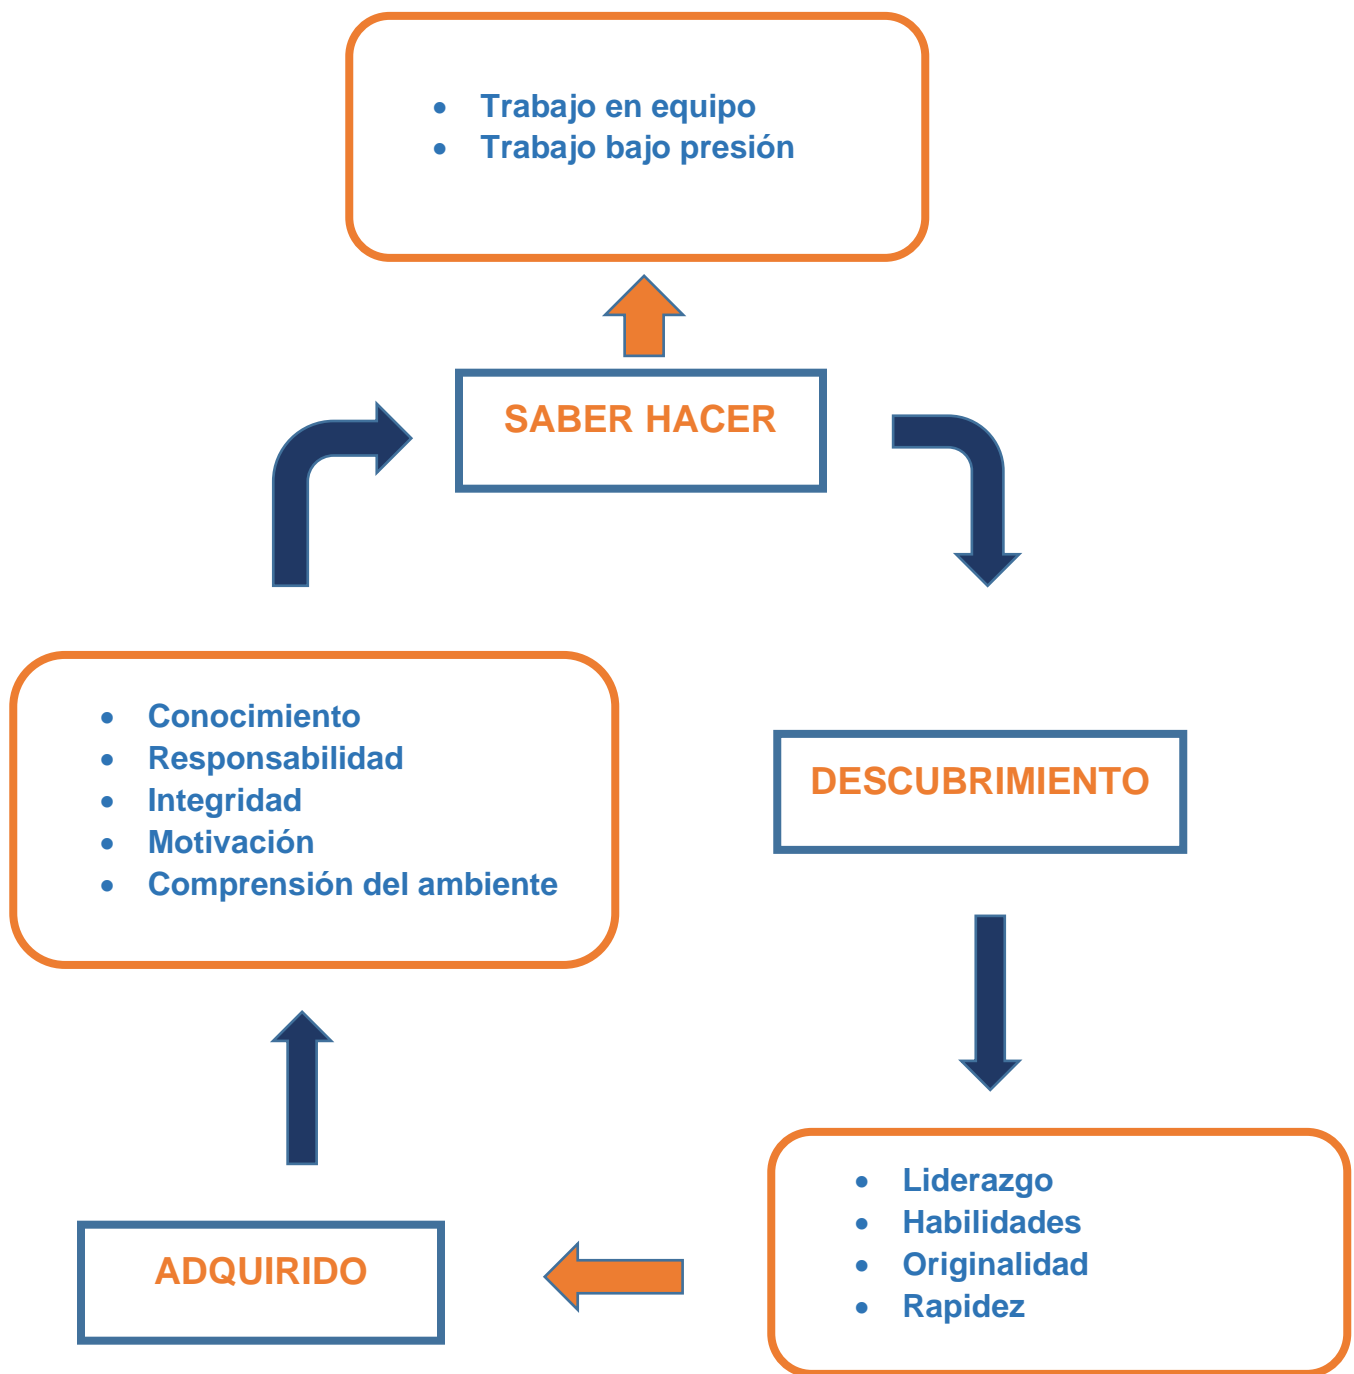 • Trabajo en equipo
• Trabajo bajo presión
SABER HACER
• Conocimiento
• Responsabilidad
• Integridad
• Motivación
• Comprensión del ambiente
DESCUBRIMIENTO
• Liderazgo
• Habilidades
• Originalidad
• Rapidez
ADQUIRIDO